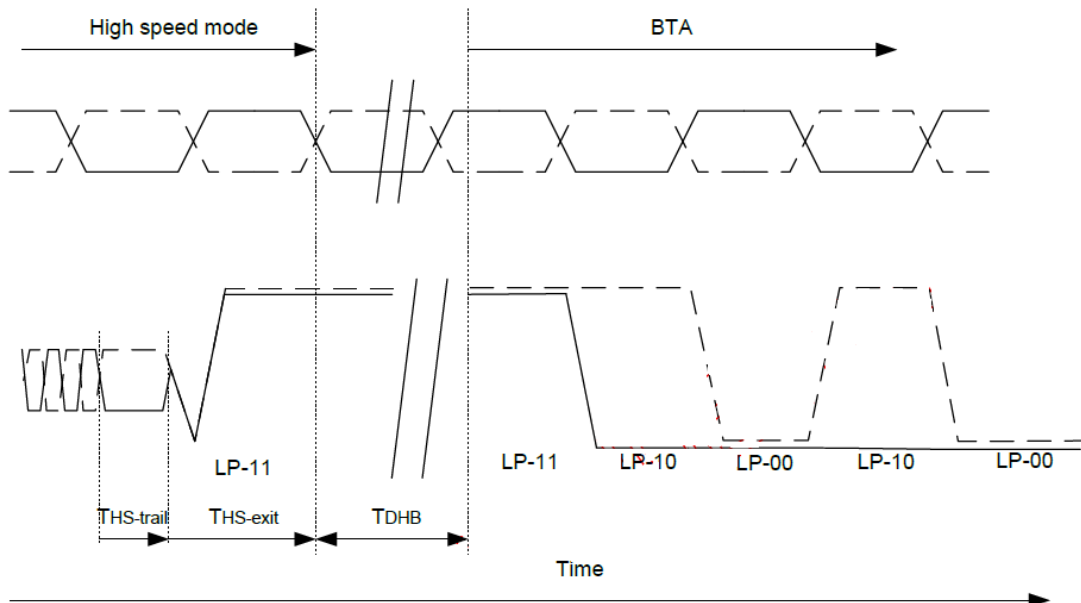 High speed mode
BTA
LP-11
LP-11
LP-10
LP-00
LP-10
LP-00
THS-trail
THS-exit
TDHB
Time